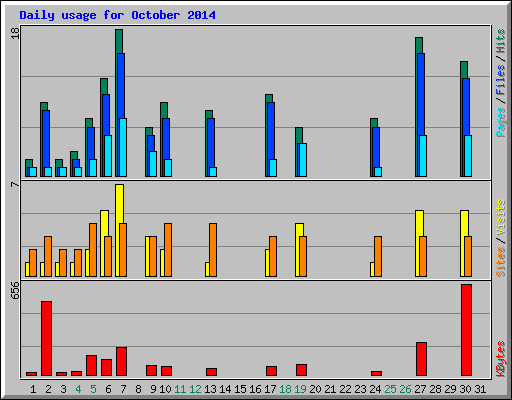 Daily usage for October 2014
18
Pages / Files / Hits
7
Sites / Visits
656
KBytes
1 2 3 4 5 6 7 8 9 10 11 12 13 14 15 16 17 18 19 20 21 22 23 24 25 26 27 28 29 30 31